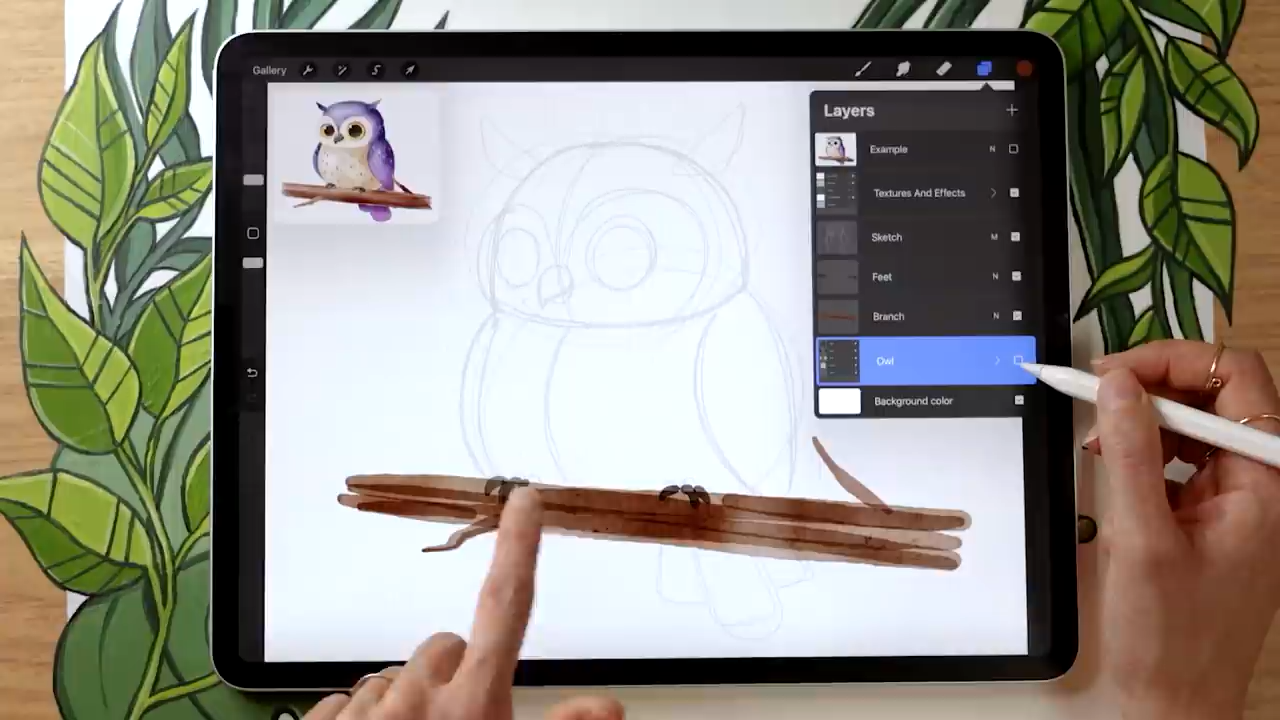 Gallery
Layers
Example N
Textures And Effects
Sketch M
Feet N
Branch N
Owl
Background color